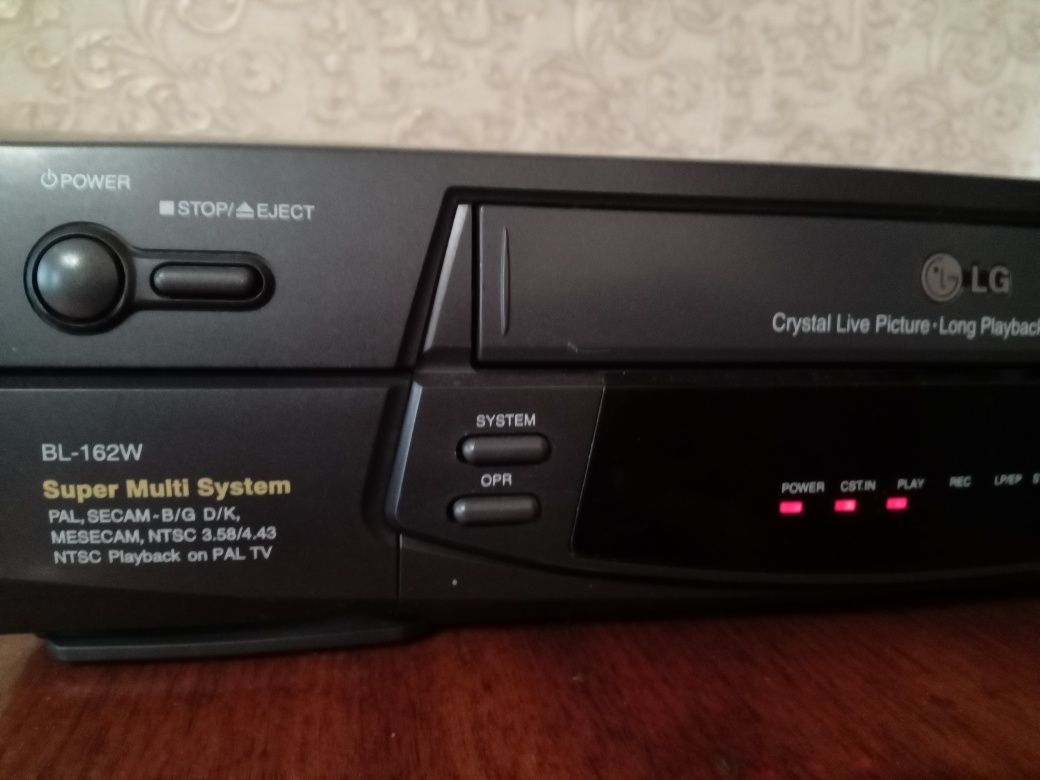 POWER
STOP/EJECT
LG
Crystal Live Picture·Long Playback
SYSTEM
BL-162W
OPR
Super Multi System
PAL, SECAM-B/G D/K,
MESECAM, NTSC 3.58/4.43
NTSC Playback on PAL TV
POWER CST.IN PLAY REC LP/EP